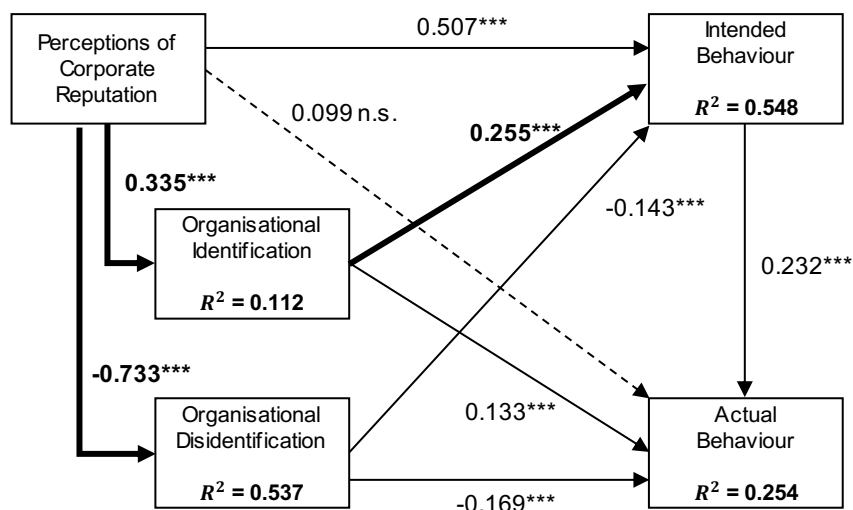 Perceptions of
Corporate
Reputation
0.507***
Intended
Behaviour
R² = 0.548
0.099 n.s.
0.255***
0.335***
-0.143***
Organisational
Identification
R² = 0.112
0.232***
-0.733***
Organisational
Disidentification
R² = 0.537
0.133***
Actual
Behaviour
R² = 0.254
-0.169***